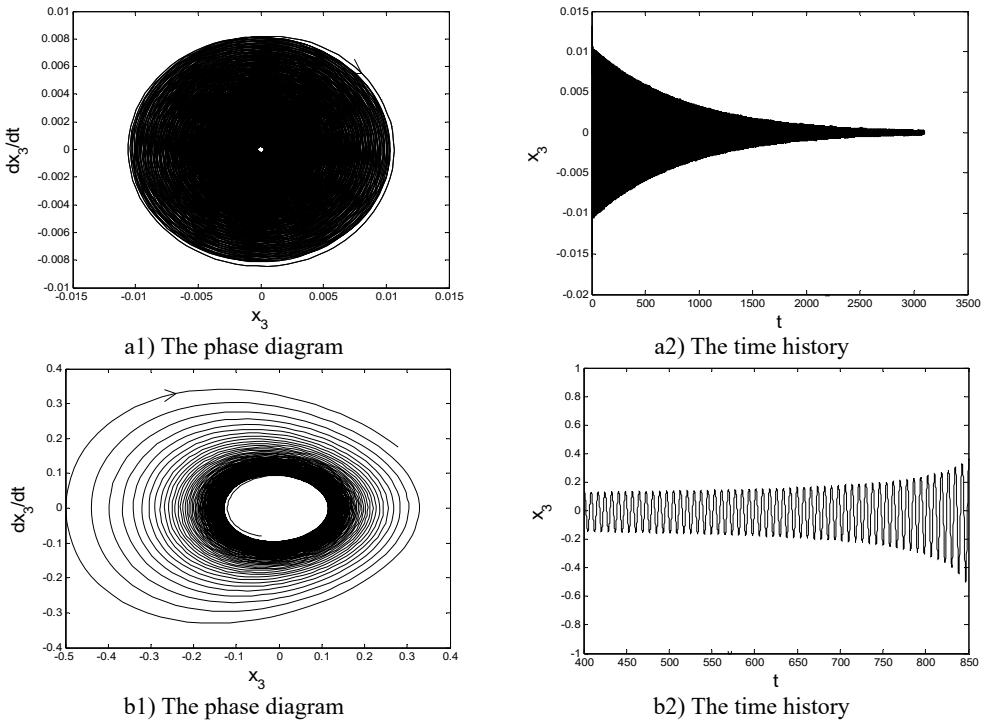 0.01
0.008
0.006
0.004
0.002
0
-0.002
-0.004
-0.006
-0.008
-0.01
dx3/dt
-0.015 -0.01 -0.005 0 0.005 0.01 0.015
x3
a1) The phase diagram
0.015
0.01
0.005
0
-0.005
-0.01
-0.015
-0.02
x3
0 500 1000 1500 2000 2500 3000 3500
t
a2) The time history
0.4
0.3
0.2
0.1
0
-0.1
-0.2
-0.3
-0.4
dx3/dt
-0.5 -0.4 -0.3 -0.2 -0.1 0 0.1 0.2 0.3 0.4
x3
b1) The phase diagram
1
0.8
0.6
0.4
0.2
0
-0.2
-0.4
-0.6
-0.8
-1
x3
400 450 500 550 600 650 700 750 800 850
t
b2) The time history